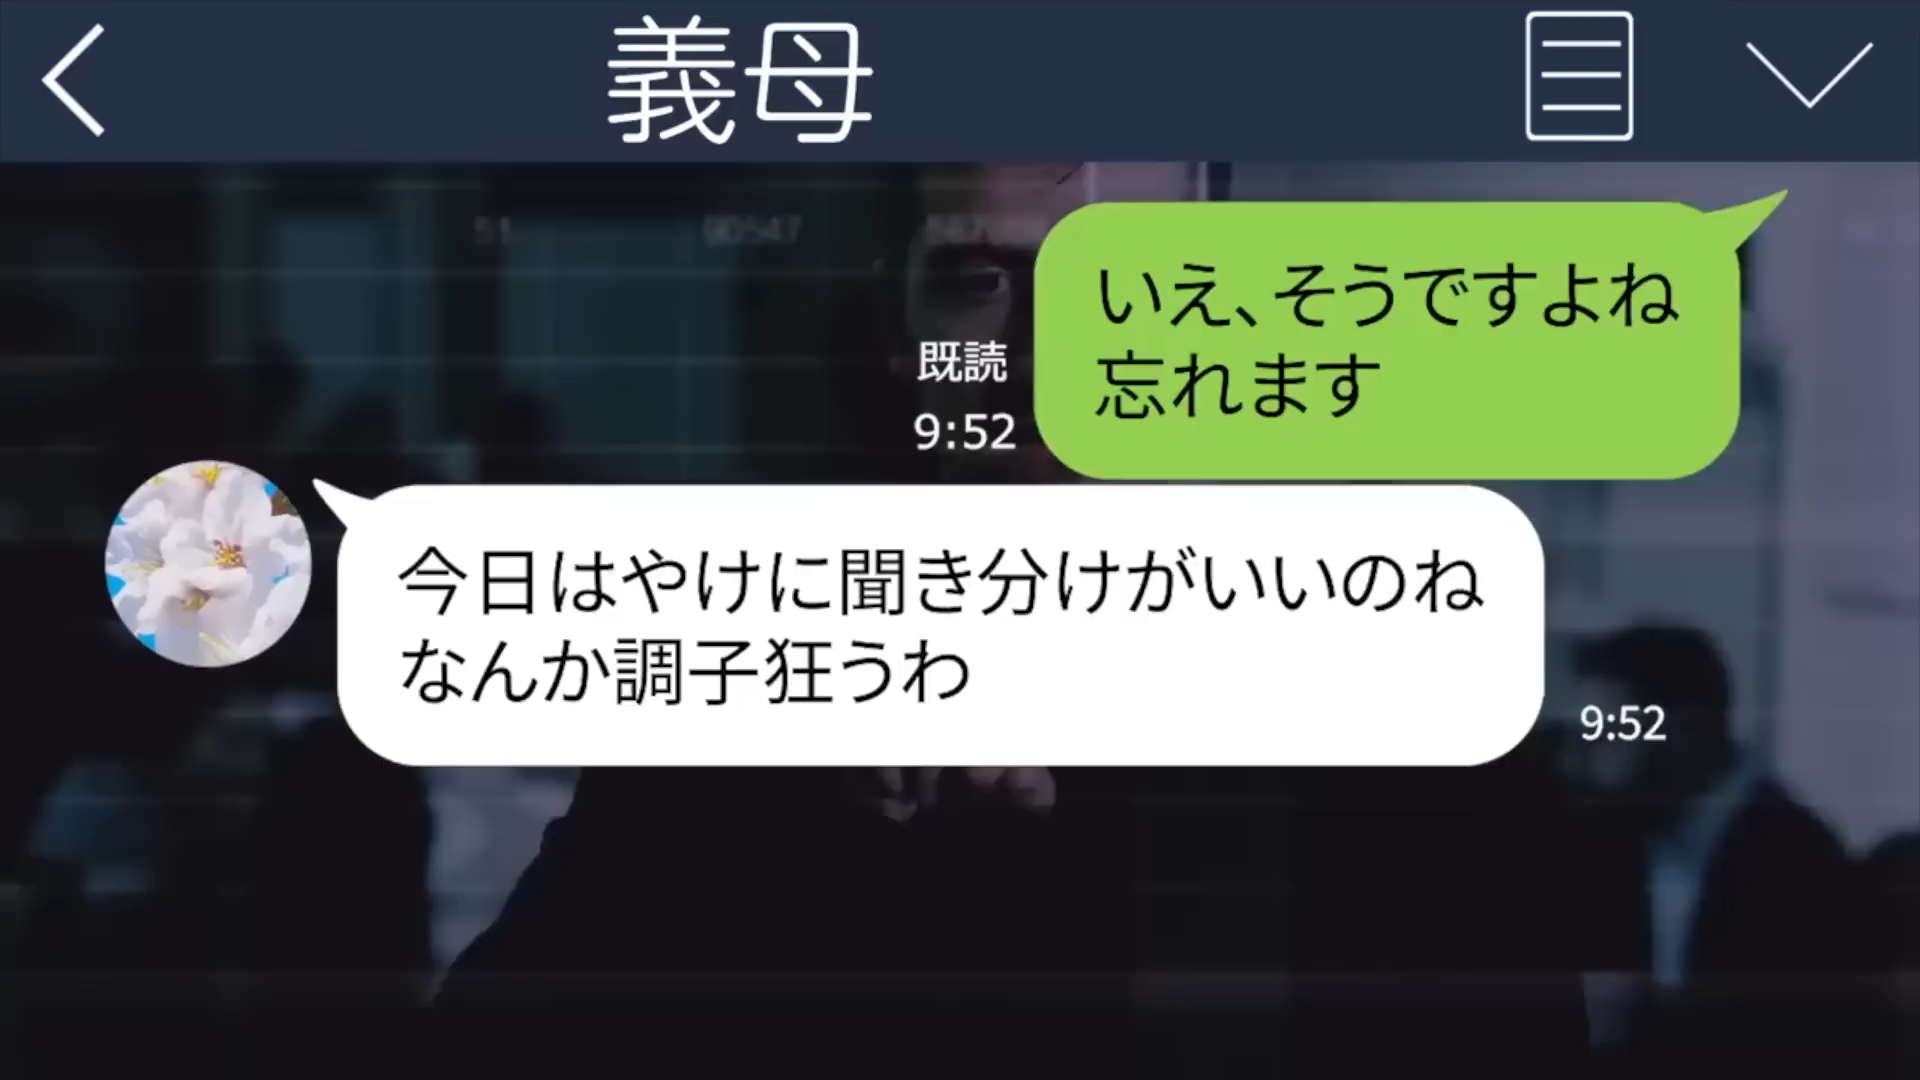 義母
いえ、そうですよね
忘れます
既読
9:52
今日はやけに聞き分けがいいのね
なんか調子狂うわ
9:52